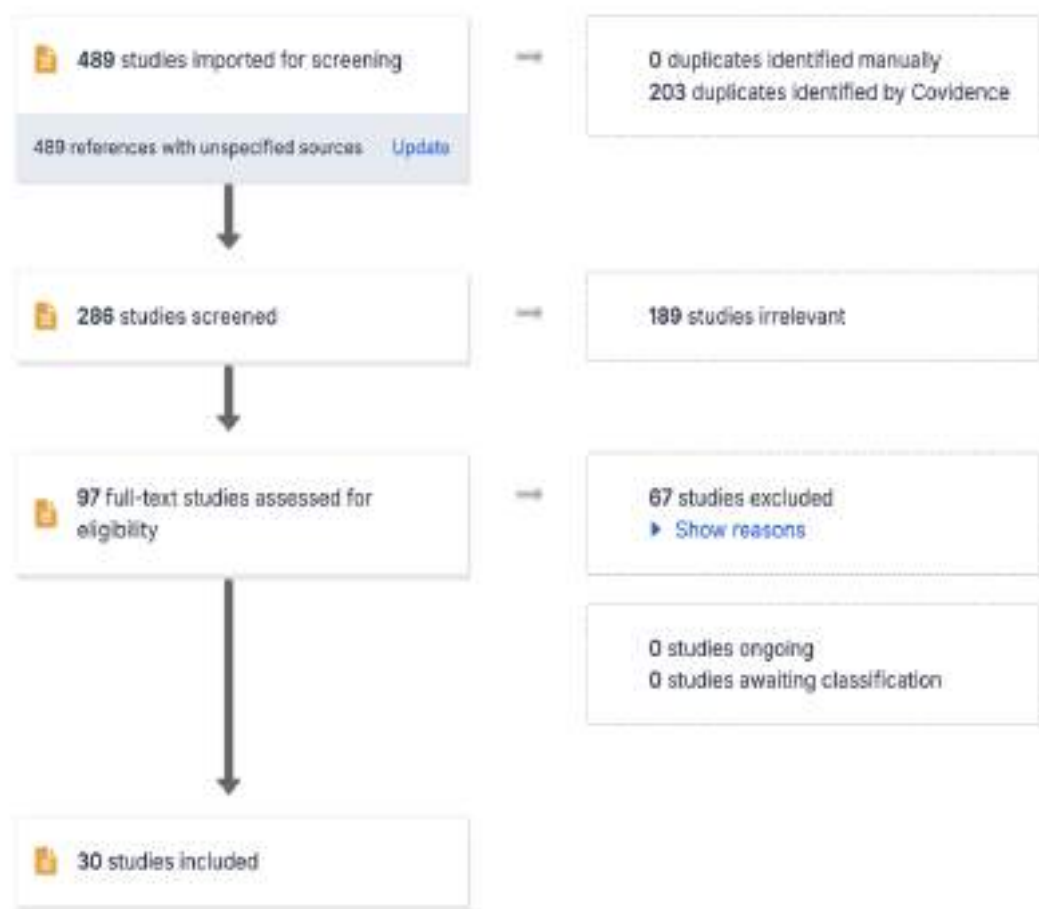 489 studies imported for screening
0 duplicates identified manually
203 duplicates identified by Covidence
489 references with unspecified sources Update
286 studies screened
189 studies irrelevant
97 full-text studies assessed for
eligibility
67 studies excluded
Show reasons
0 studies ongoing
0 studies awaiting classification
30 studies included